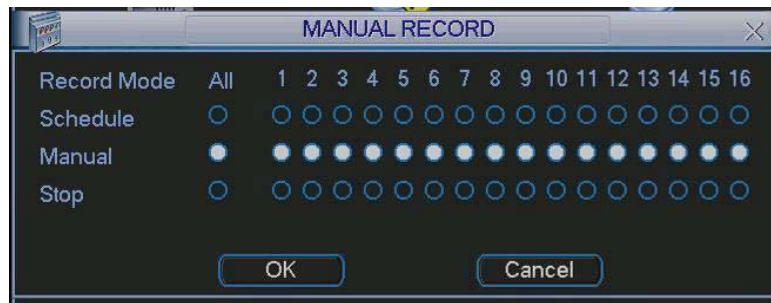 MANUAL RECORD
Record Mode All 1 2 3 4 5 6 7 8 9 10 11 12 13 14 15 16
Schedule
Manual
Stop
OK Cancel